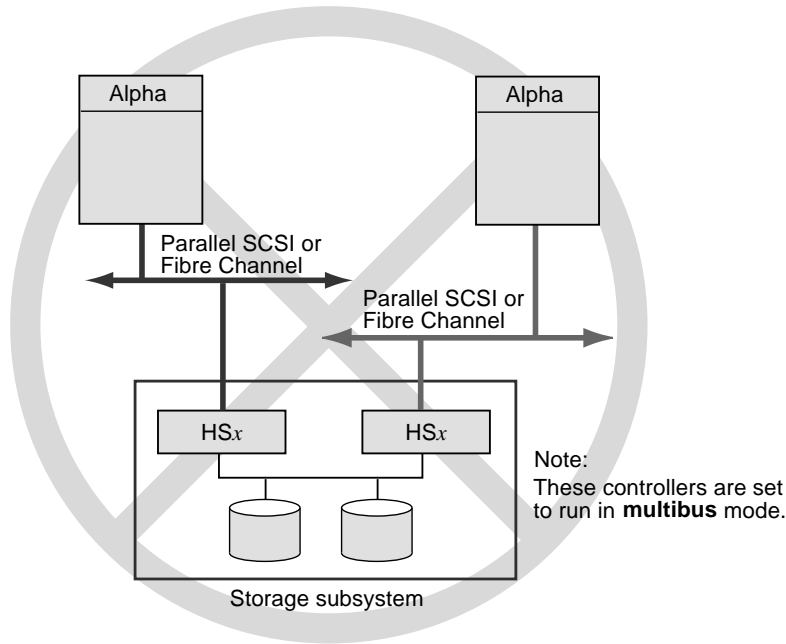 Alpha
Alpha
Parallel SCSI or
Fibre Channel
Parallel SCSI or
Fibre Channel
HSx
HSx
Note:
These controllers are set
to run in multibus mode.
Storage subsystem